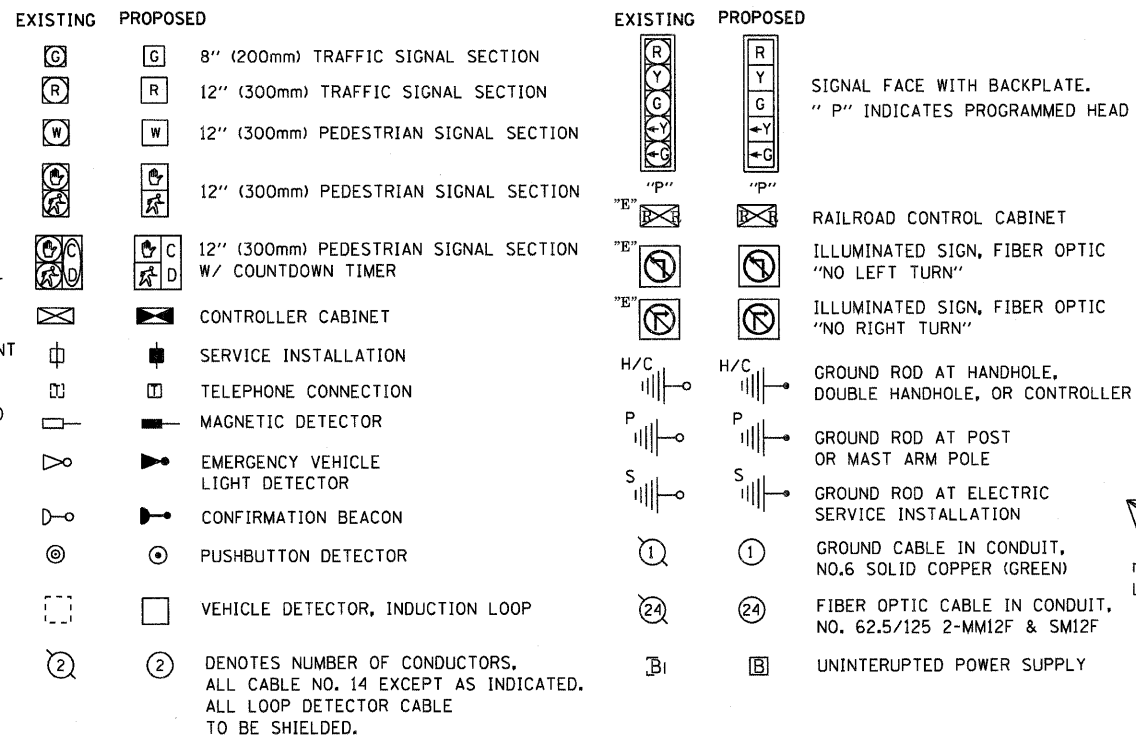 EXISTING PROPOSED
G G 8'' (200mm) TRAFFIC SIGNAL SECTION
R R 12'' (300mm) TRAFFIC SIGNAL SECTION
W W 12'' (300mm) PEDESTRIAN SIGNAL SECTION
12'' (300mm) PEDESTRIAN SIGNAL SECTION
C C 12'' (300mm) PEDESTRIAN SIGNAL SECTION
D D W/ COUNTDOWN TIMER
CONTROLLER CABINET
NT
SERVICE INSTALLATION
T T TELEPHONE CONNECTION
MAGNETIC DETECTOR
EMERGENCY VEHICLE
LIGHT DETECTOR
CONFIRMATION BEACON
PUSHBUTTON DETECTOR
VEHICLE DETECTOR, INDUCTION LOOP
2 2 DENOTES NUMBER OF CONDUCTORS,
ALL CABLE NO. 14 EXCEPT AS INDICATED.
ALL LOOP DETECTOR CABLE
TO BE SHIELDED.
EXISTING PROPOSED
R R
Y Y
G G
←Y ←Y
←G ←G
SIGNAL FACE WITH BACKPLATE.
'' P'' INDICATES PROGRAMMED HEAD
''P'' ''P''
"E" R R R R RAILROAD CONTROL CABINET
"E" ILLUMINATED SIGN, FIBER OPTIC
"NO LEFT TURN"
"E" ILLUMINATED SIGN, FIBER OPTIC
"NO RIGHT TURN"
H/C H/C GROUND ROD AT HANDHOLE,
DOUBLE HANDHOLE, OR CONTROLLER
P P GROUND ROD AT POST
OR MAST ARM POLE
S S GROUND ROD AT ELECTRIC
SERVICE INSTALLATION
1 1 GROUND CABLE IN CONDUIT,
NO.6 SOLID COPPER (GREEN)
24 24 FIBER OPTIC CABLE IN CONDUIT,
NO. 62.5/125 2-MM12F & SM12F
B B UNINTERUPTED POWER SUPPLY